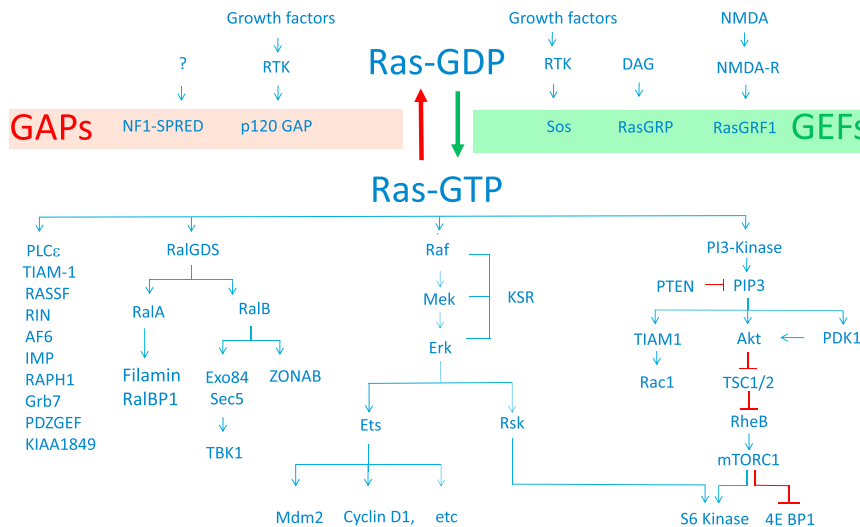 Growth factors
Growth factors
NMDA
?
RTK
Ras-GDP
RTK
DAG
NMDA-R
GAPs
NF1-SPRED
p120 GAP
Sos
RasGRP
RasGRF1
GEFs
Ras-GTP
PLCε
RalGDS
Raf
PI3-Kinase
TIAM-1
RASSF
Mek
KSR
PTEN
PIP3
RIN
RalA
RalB
AF6
Erk
TIAM1
Akt
PDK1
IMP
RAPH1
Filamin
Exo84
ZONAB
Rac1
TSC1/2
Grb7
RalBP1
Sec5
PDZGEF
Ets
Rsk
RheB
KIAA1849
TBK1
mTORC1
Mdm2
Cyclin D1,
etc
S6 Kinase
4E BP1